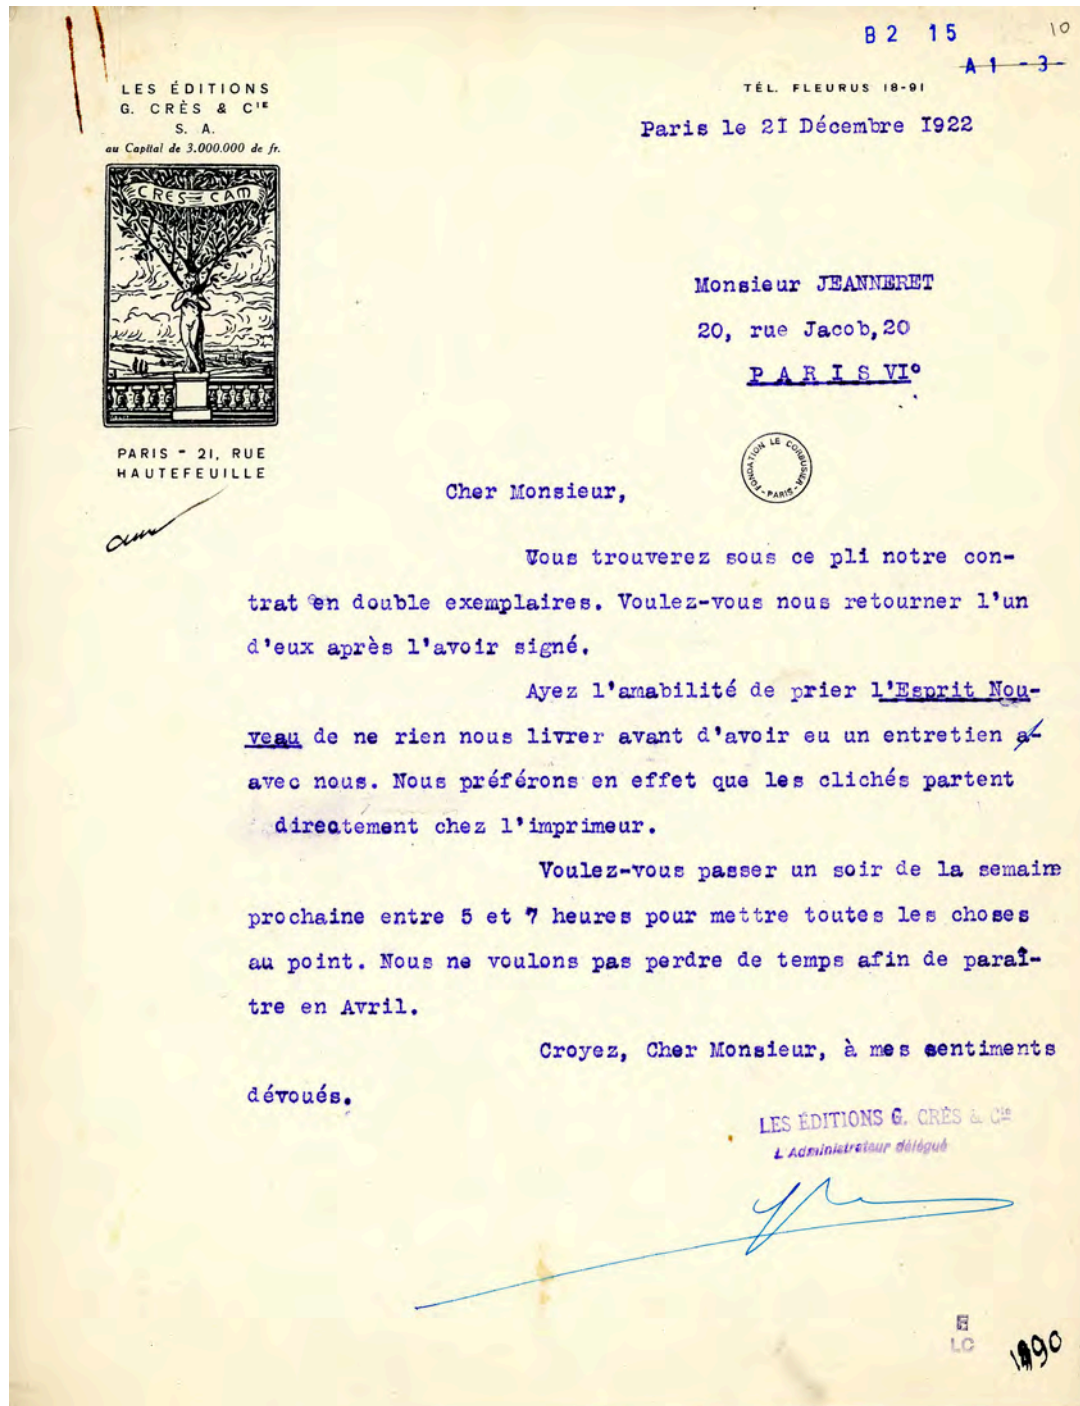 B2 15
10
A1-3-
LES ÉDITIONS
G. CRÈS & CIE
S. A.
au Capital de 3.000.000 de fr.
CRES CAM
PARIS - 21, RUE
HAUTEFEUILLE
TÉL. FLEURUS 18-91
Paris le 21 Décembre 1922
Monsieur JEANNERET
20, rue Jacob, 20
PARIS VI°
FONDATION LE CORBUSIER - PARIS -
Cher Monsieur,
Vous trouverez sous ce pli notre con-
trat en double exemplaires. Voulez-vous nous retourner l'un
d'eux après l'avoir signé.
Ayez l'amabilité de prier l'Esprit Nou-
veau de ne rien nous livrer avant d'avoir eu un entretien a-
avec nous. Nous préférons en effet que les clichés partent
directement chez l'imprimeur.
Voulez-vous passer un soir de la semaine
prochaine entre 5 et 7 heures pour mettre toutes les choses
au point. Nous ne voulons pas perdre de temps afin de paraî-
tre en Avril.
Croyez, Cher Monsieur, à mes sentiments
dévoués.
LES ÉDITIONS G. CRÈS & Cie
L'Administrateur délégué
LC